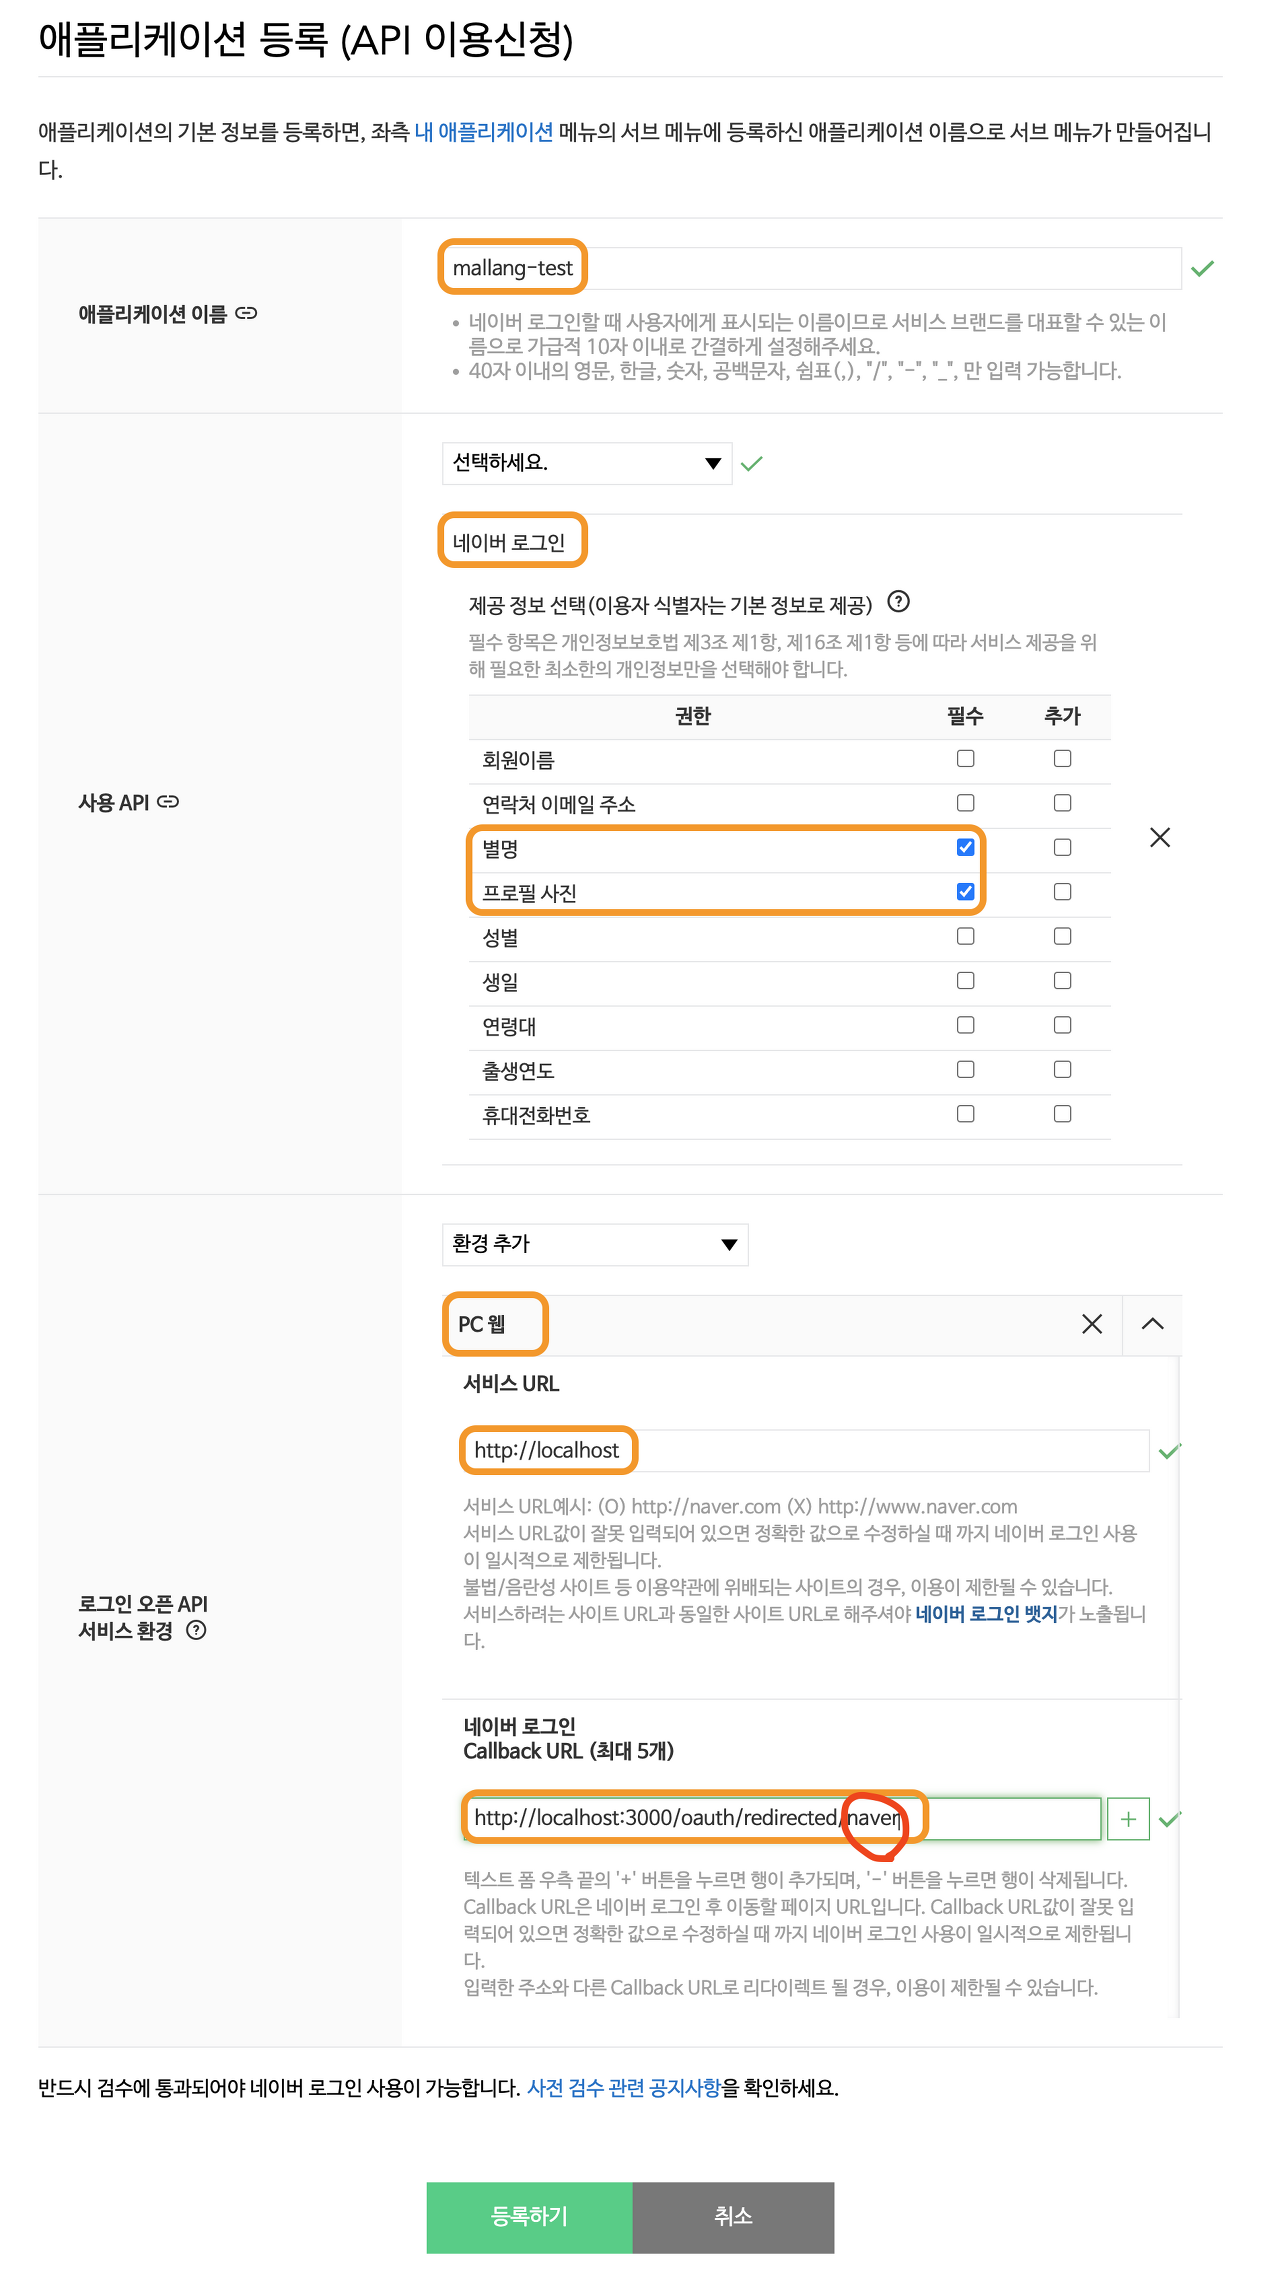 애플리케이션 등록 (API 이용신청)
애플리케이션의 기본 정보를 등록하면, 좌측 내 애플리케이션 메뉴의 서브 메뉴에 등록하신 애플리케이션 이름으로 서브 메뉴가 만들어집니
다.
애플리케이션 이름
mallang-test
• 네이버 로그인할 때 사용자에게 표시되는 이름이므로 서비스 브랜드를 대표할 수 있는 이
름으로 가급적 10자 이내로 간결하게 설정해주세요.
• 40자 이내의 영문, 한글, 숫자, 공백문자, 쉼표(,), "/", "-", "_", 만 입력 가능합니다.
사용 API
선택하세요.
네이버 로그인
제공 정보 선택(이용자 식별자는 기본 정보로 제공) ?
필수 항목은 개인정보보호법 제3조 제1항, 제16조 제1항 등에 따라 서비스 제공을 위
해 필요한 최소한의 개인정보만을 선택해야 합니다.
권한 필수 추가
회원이름
연락처 이메일 주소
별명
프로필 사진
성별
생일
연령대
출생연도
휴대전화번호
로그인 오픈 API
서비스 환경 ?
환경 추가
PC 웹
서비스 URL
http://localhost
서비스 URL예시: (O) http://naver.com (X) http://www.naver.com
서비스 URL값이 잘못 입력되어 있으면 정확한 값으로 수정하실 때 까지 네이버 로그인 사용
이 일시적으로 제한됩니다.
불법/음란성 사이트 등 이용약관에 위배되는 사이트의 경우, 이용이 제한될 수 있습니다.
서비스하려는 사이트 URL과 동일한 사이트 URL로 해주셔야 네이버 로그인 뱃지가 노출됩니
다.
네이버 로그인
Callback URL (최대 5개)
http://localhost:3000/oauth/redirected/naver
+
텍스트 폼 우측 끝의 '+' 버튼을 누르면 행이 추가되며, '-' 버튼을 누르면 행이 삭제됩니다.
Callback URL은 네이버 로그인 후 이동할 페이지 URL입니다. Callback URL값이 잘못 입
력되어 있으면 정확한 값으로 수정하실 때 까지 네이버 로그인 사용이 일시적으로 제한됩니
다.
입력한 주소와 다른 Callback URL로 리다이렉트 될 경우, 이용이 제한될 수 있습니다.
반드시 검수에 통과되어야 네이버 로그인 사용이 가능합니다. 사전 검수 관련 공지사항을 확인하세요.
등록하기 취소